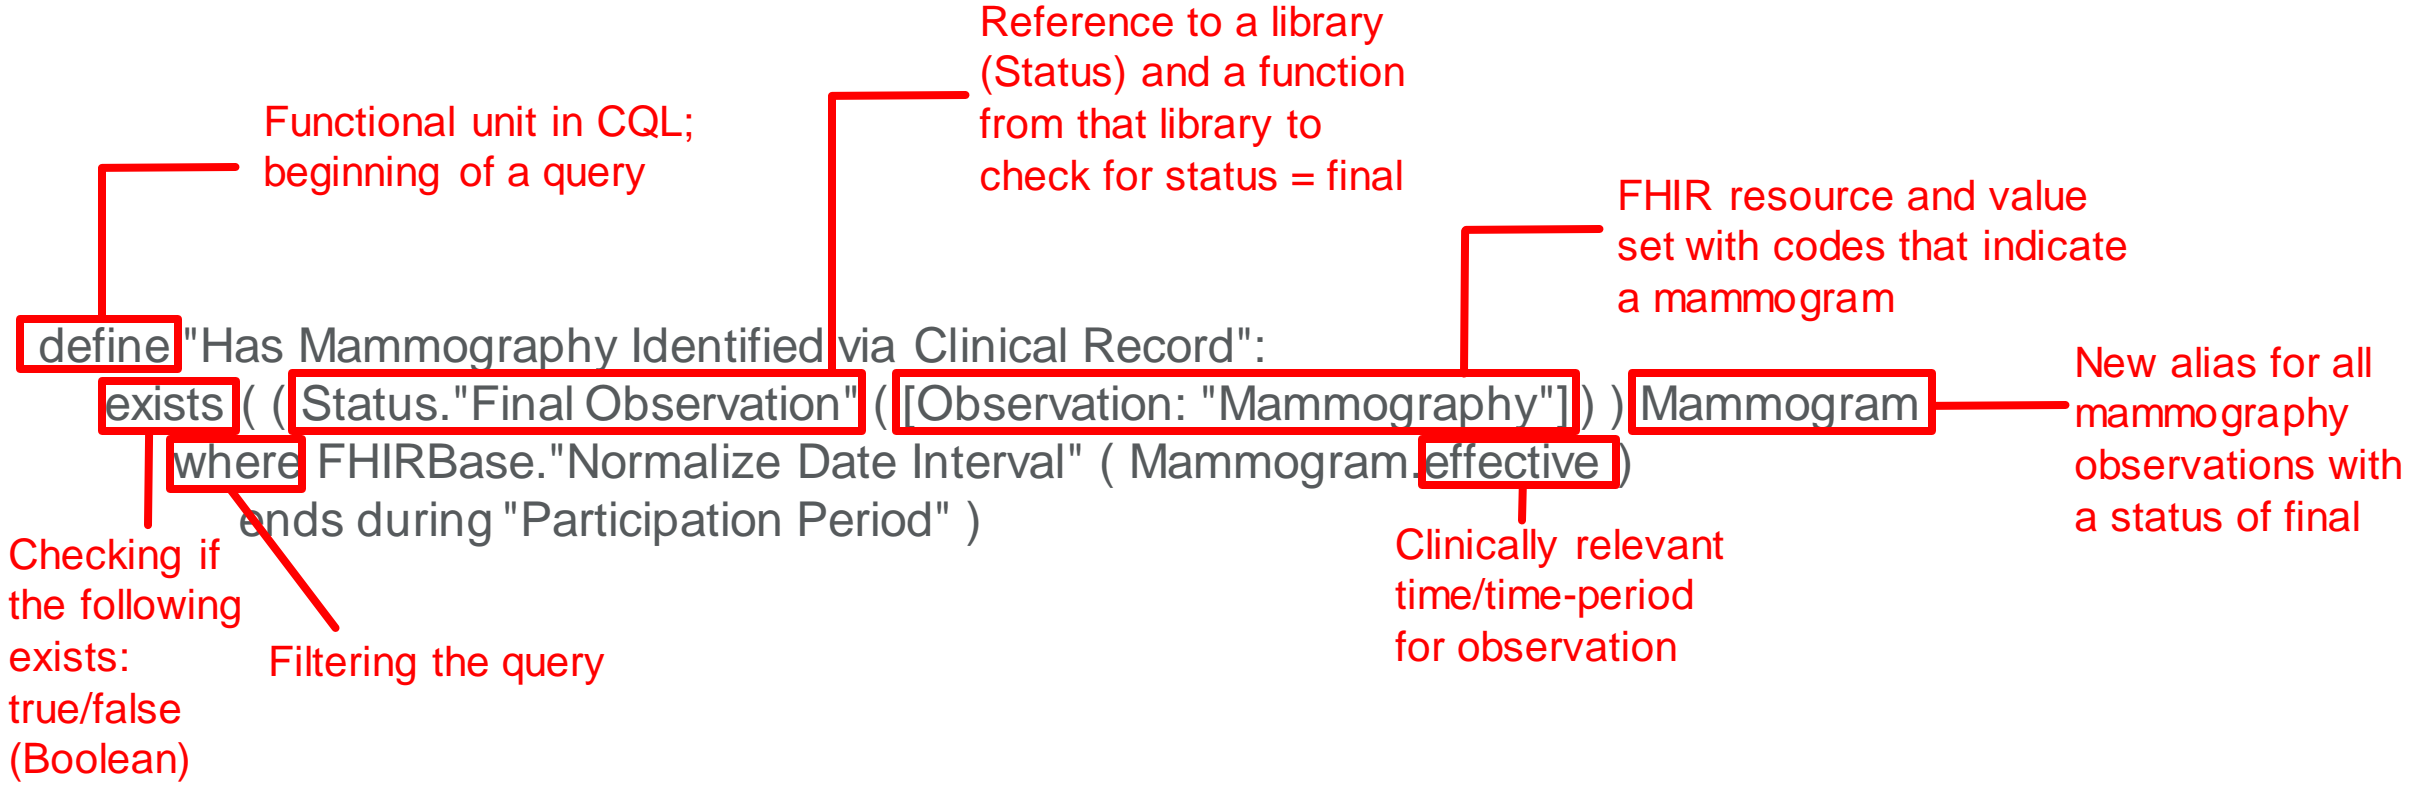 Reference to a library
(Status) and a function
from that library to
check for status = final
Functional unit in CQL;
beginning of a query
FHIR resource and value
set with codes that indicate
a mammogram
define "Has Mammography Identified via Clinical Record":
exists ( ( Status."Final Observation" ( [Observation: "Mammography"] ) ) Mammogram
where FHIRBase."Normalize Date Interval" ( Mammogram.effective )
ends during "Participation Period" )
New alias for all
mammography
observations with
a status of final
Checking if
the following
exists:
true/false
(Boolean)
Filtering the query
Clinically relevant
time/time-period
for observation